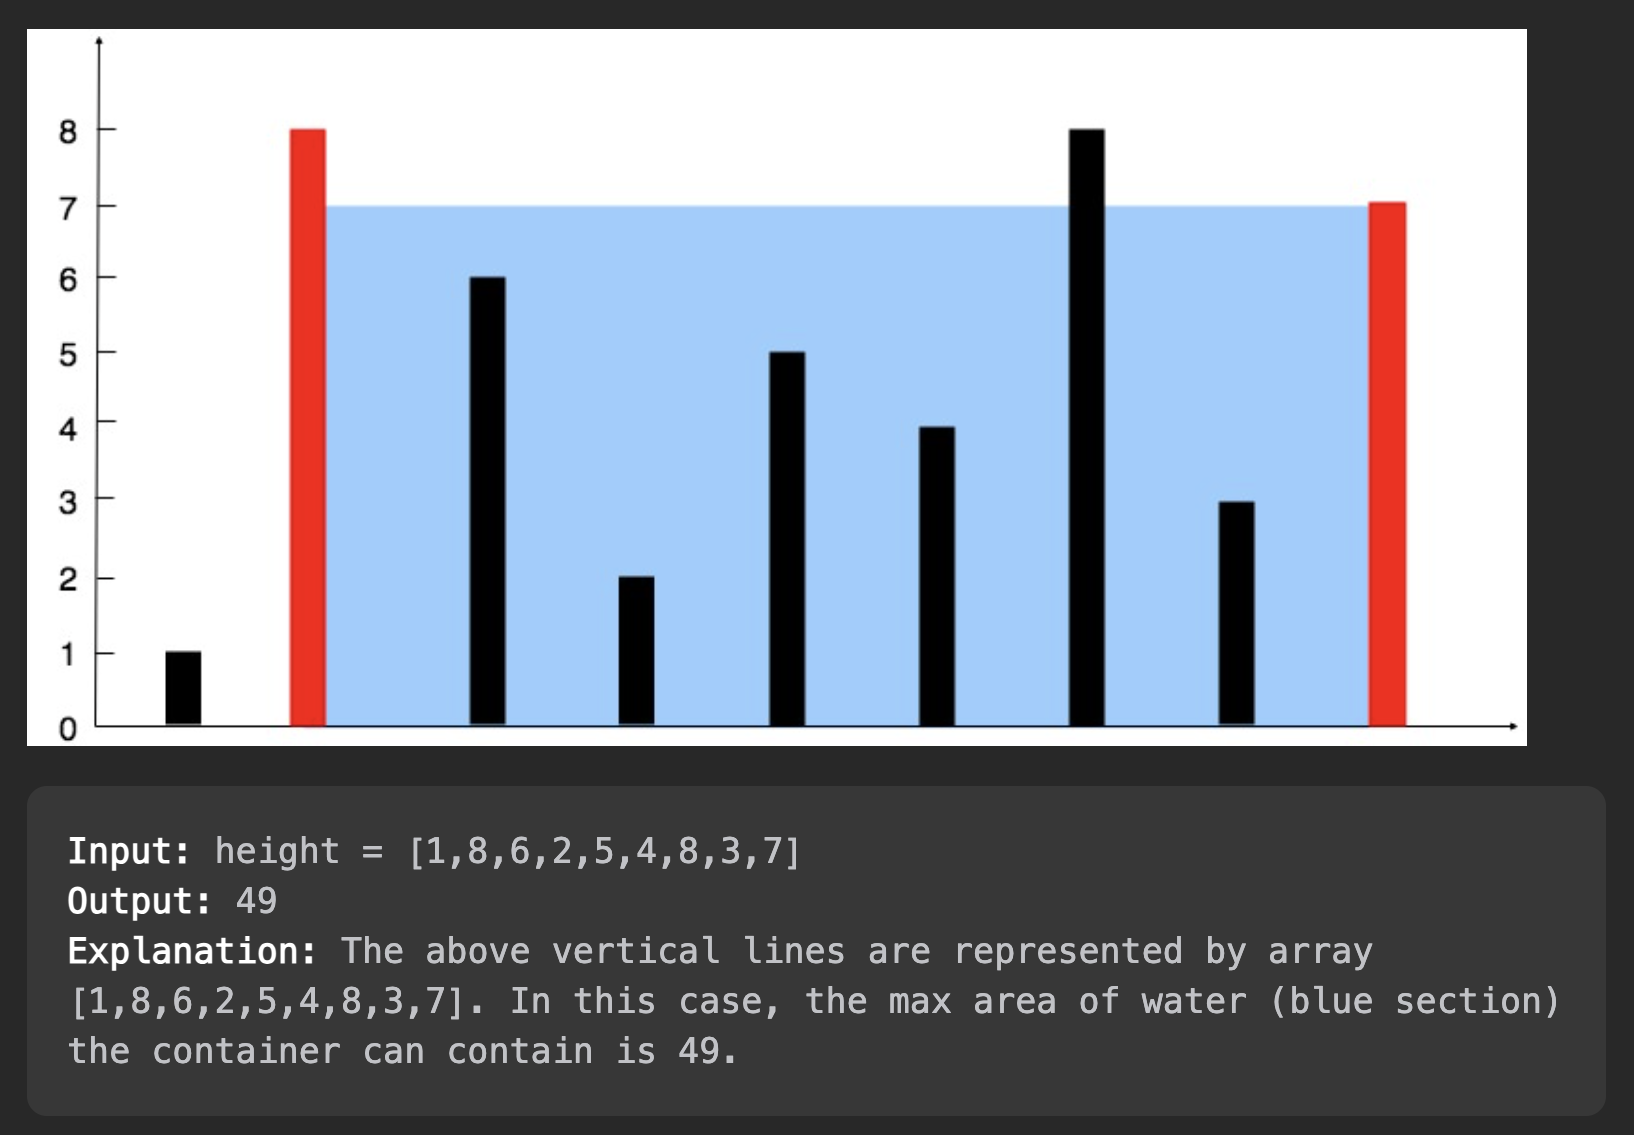 8
7
6
5
4
3
2
1
0
Input: height = [1,8,6,2,5,4,8,3,7]
Output: 49
Explanation: The above vertical lines are represented by array
[1,8,6,2,5,4,8,3,7]. In this case, the max area of water (blue section)
the container can contain is 49.